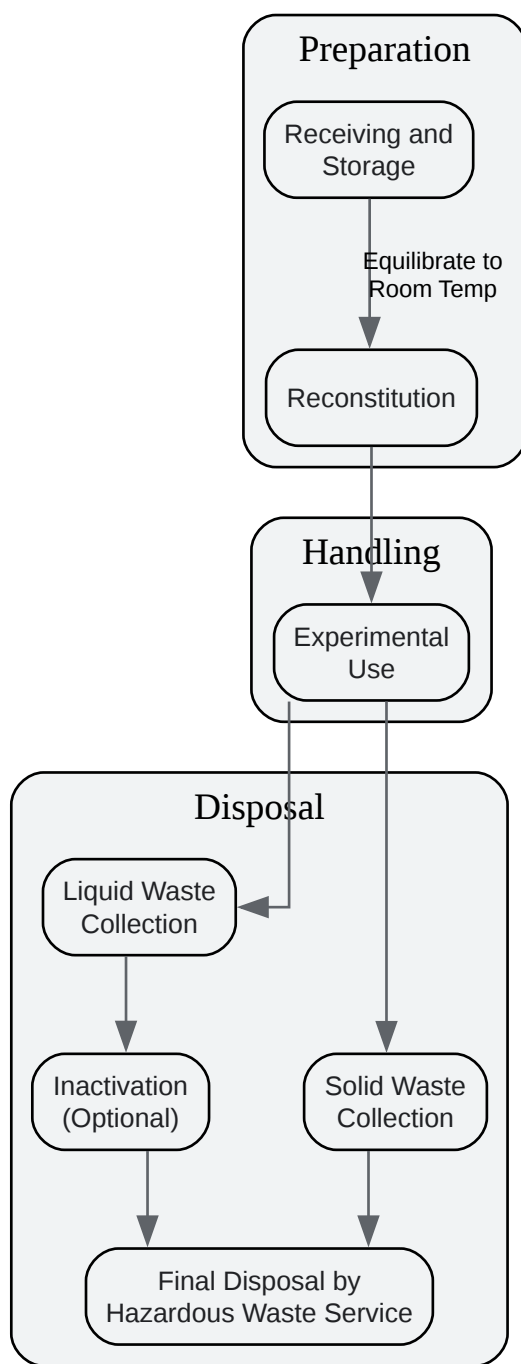 Preparation
Receiving and
Storage
Equilibrate to
Room Temp
Reconstitution
Handling
Experimental
Use
Disposal
Liquid Waste
Collection
Inactivation
(Optional)
Solid Waste
Collection
Final Disposal by
Hazardous Waste Service